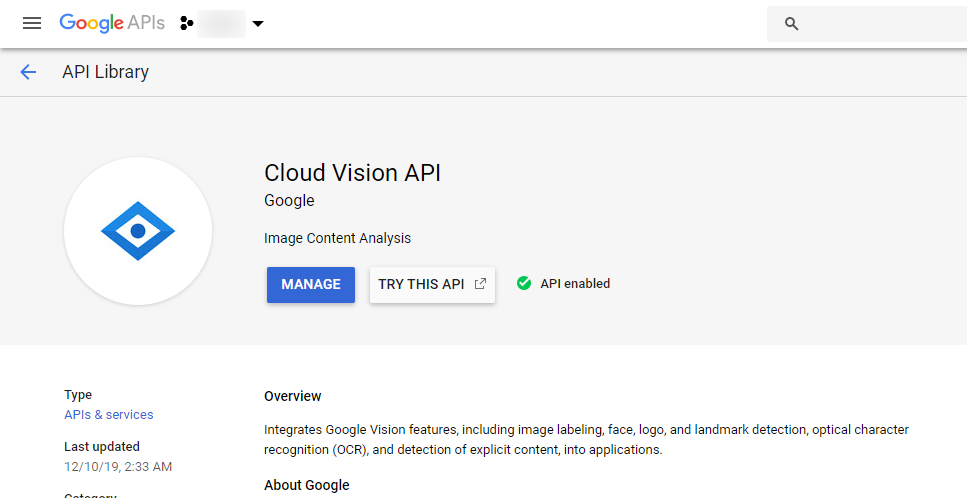 Google APIs
API Library
Cloud Vision API
Google
Image Content Analysis
MANAGE
TRY THIS API
API enabled
Type
APIs & services
Last updated
12/10/19, 2:33 AM
Category
Overview
Integrates Google Vision features, including image labeling, face, logo, and landmark detection, optical character
recognition (OCR), and detection of explicit content, into applications.
About Google